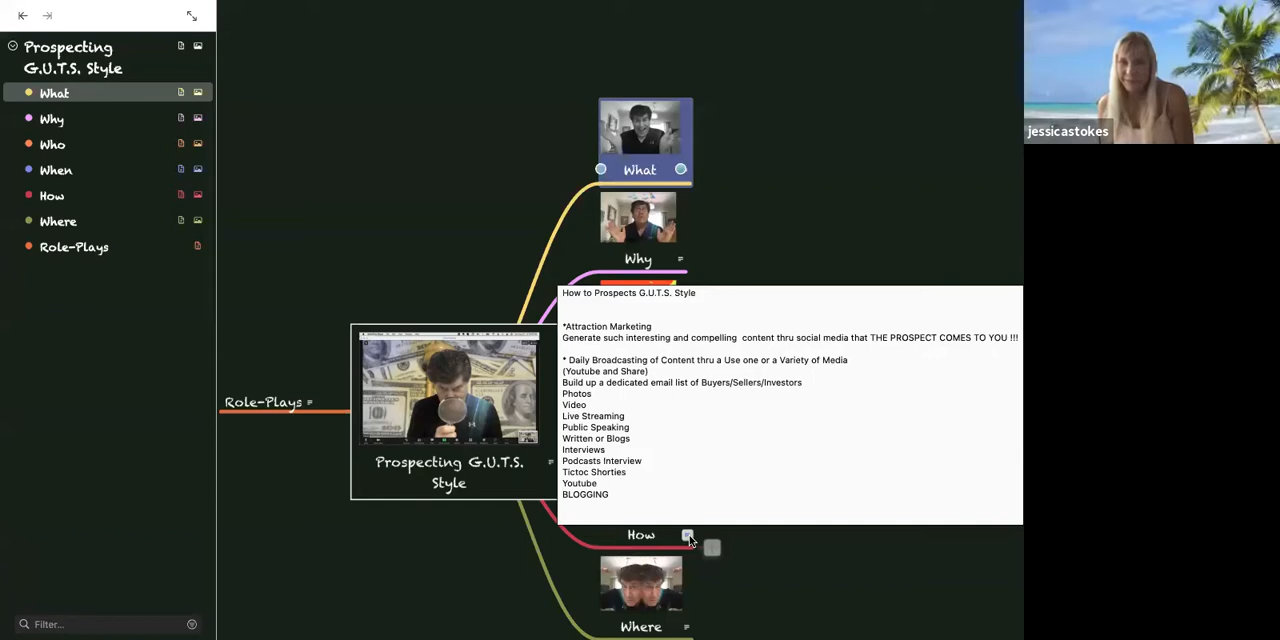 Prospecting
G.U.T.S. Style
What
Why
Who
When
How
Where
Role-Plays
Filter...
What
Why
How to Prospects G.U.T.S. Style
*Attraction Marketing
Generate such interesting and compelling content thru social media that THE PROSPECT COMES TO YOU !!!
* Daily Broadcasting of Content thru a Use one or a Variety of Media
(Youtube and Share)
Build up a dedicated email list of Buyers/Sellers/Investors
Photos
Video
Live Streaming
Public Speaking
Written or Blogs
Interviews
Podcasts Interview
Tictoc Shorties
Youtube
BLOGGING
Role-Plays
Prospecting G.U.T.S.
Style
How
Where
jessicastokes